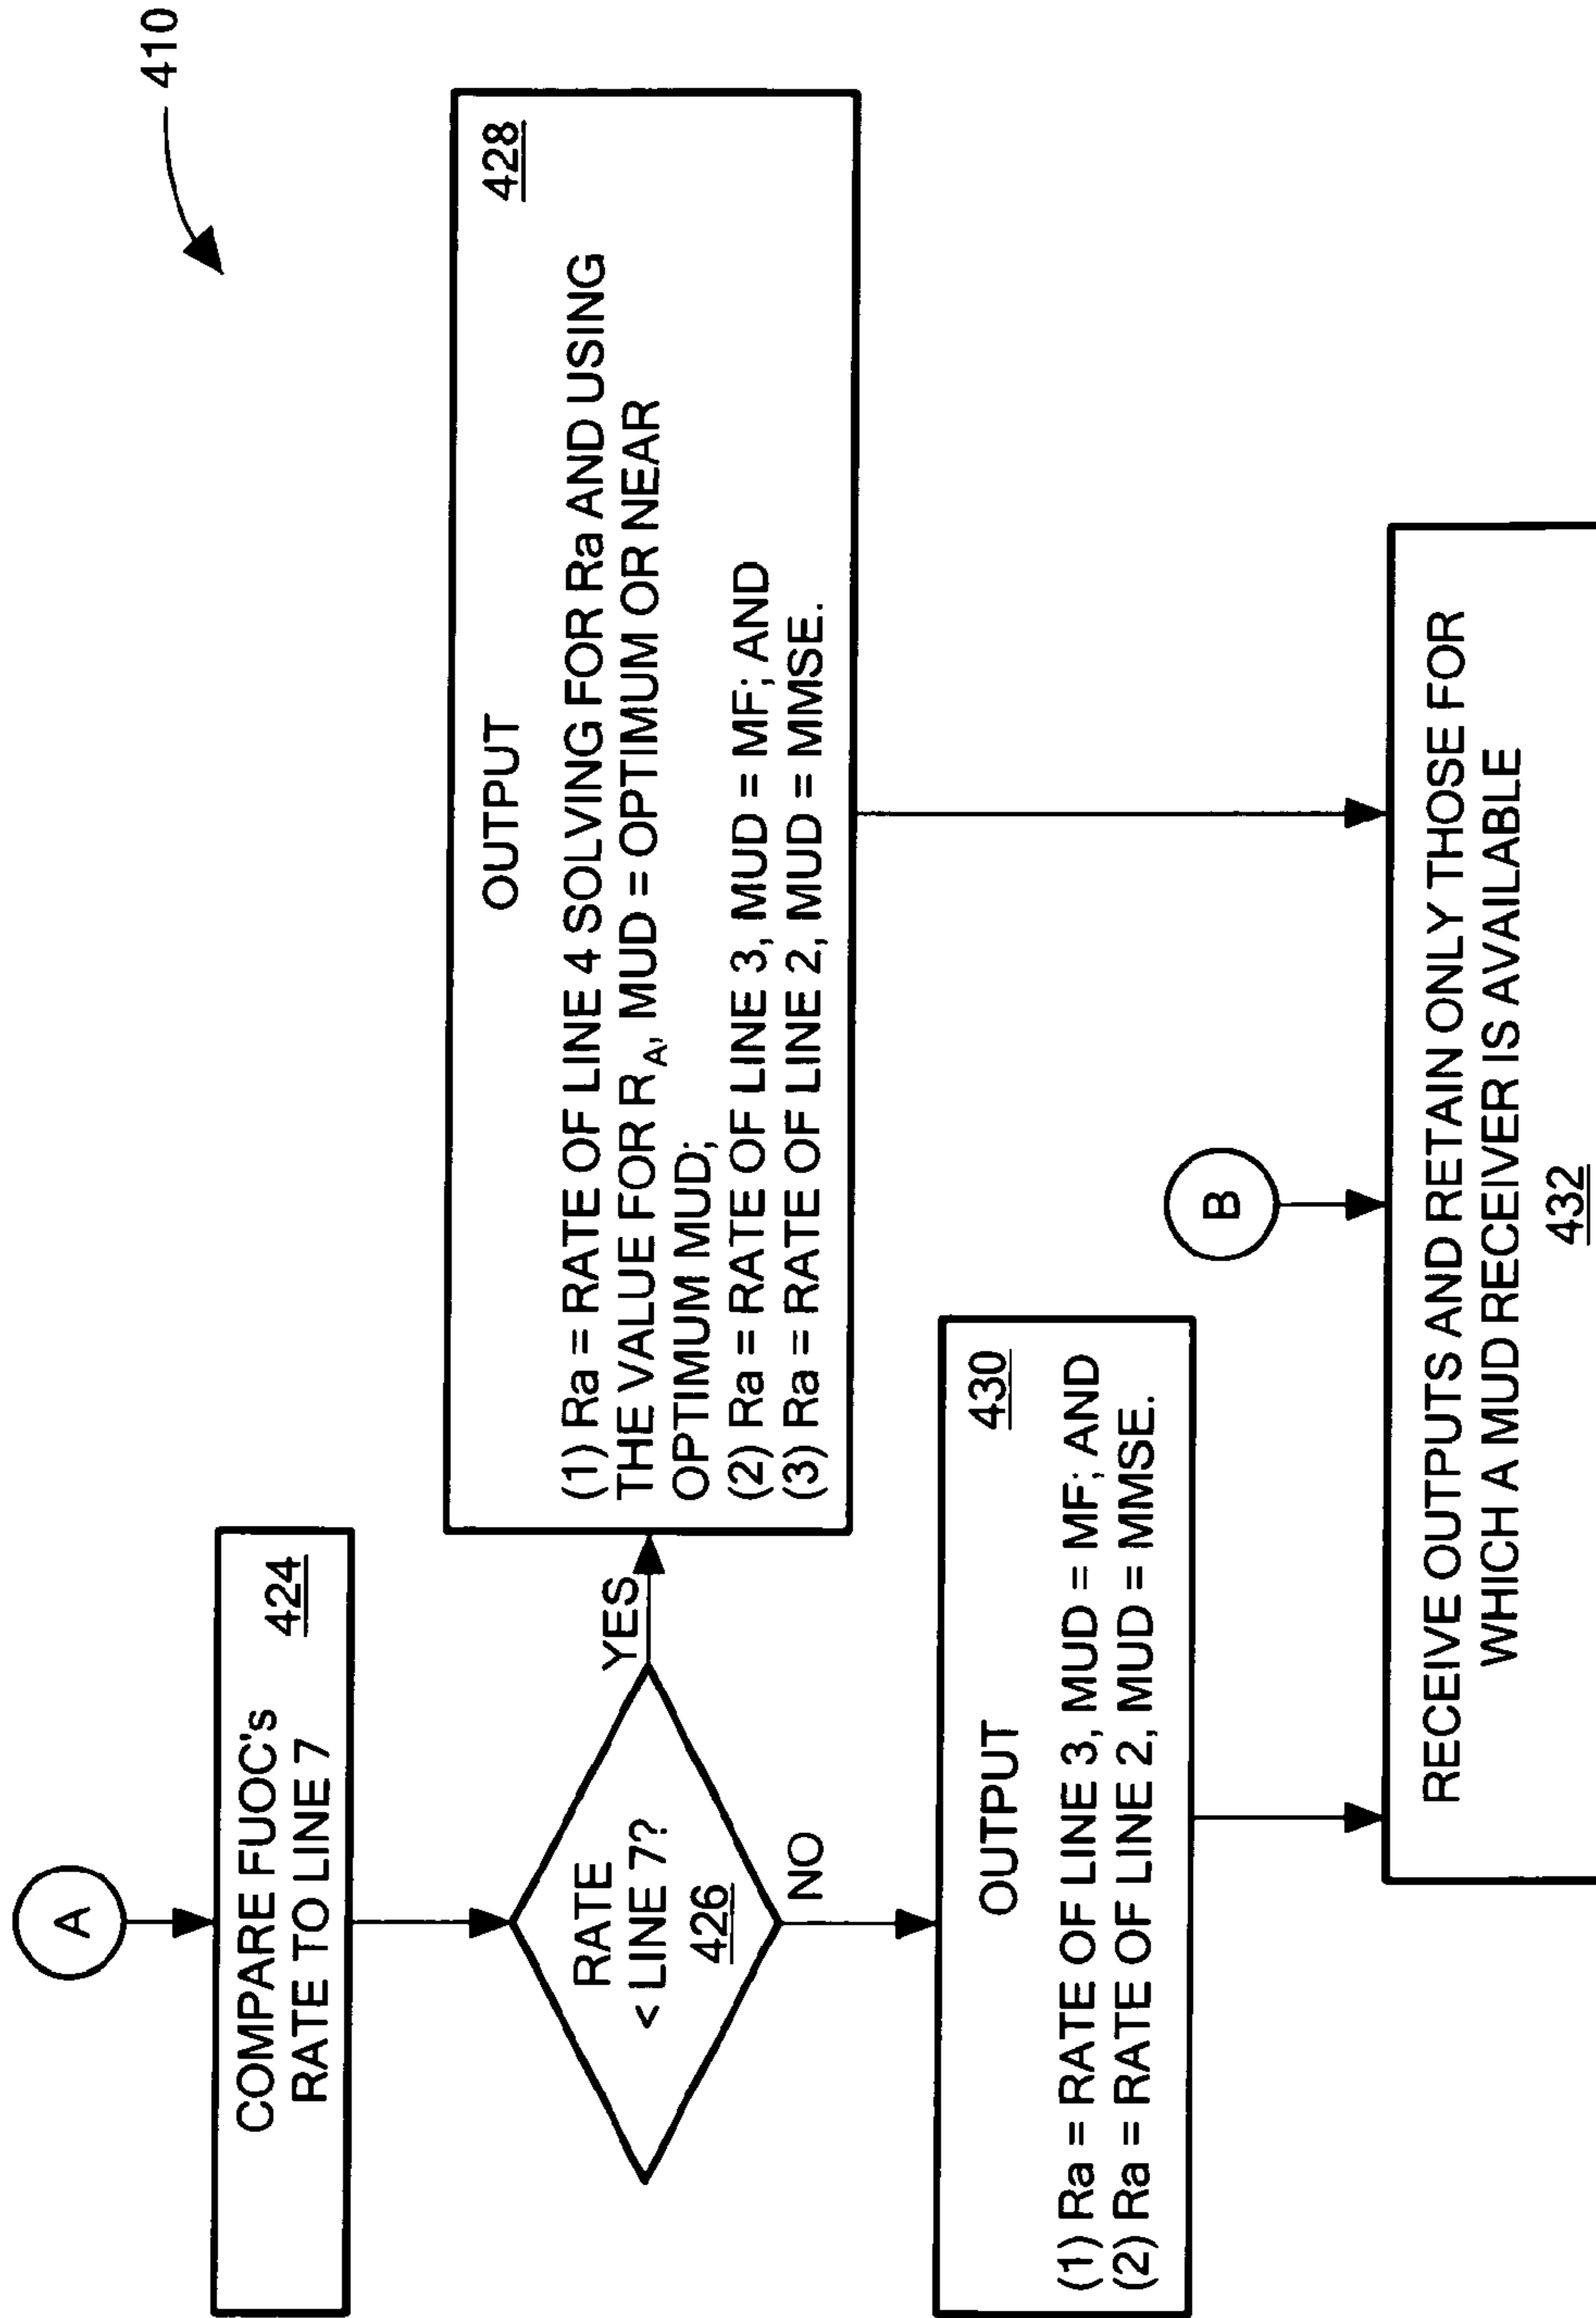 410
A
COMPARE FUOC's
RATE TO LINE 7
424
RATE
< LINE 7?
426
YES
NO
OUTPUT
428
(1) Ra = RATE OF LINE 4 SOLVING FOR Ra AND USING
THE VALUE FOR RA, MUD = OPTIMUM OR NEAR
OPTIMUM MUD;
(2) Ra = RATE OF LINE 3, MUD = MF; AND
(3) Ra = RATE OF LINE 2, MUD = MMSE.
OUTPUT
430
(1) Ra = RATE OF LINE 3, MUD = MF; AND
(2) Ra = RATE OF LINE 2, MUD = MMSE.
B
RECEIVE OUTPUTS AND RETAIN ONLY THOSE FOR
WHICH A MUD RECEIVER IS AVAILABLE
432